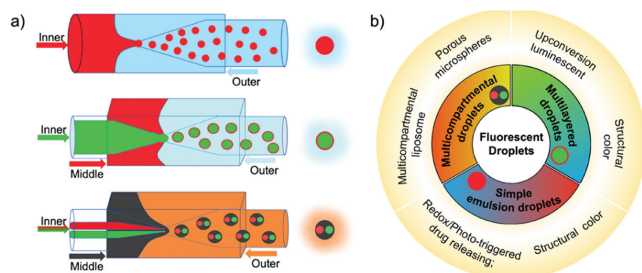 a)
Inner
Outer
Inner
Middle
Outer
Inner
Middle
Outer
b)
Porous
microspheres
Upconversion
luminescent
Multicompartmental
liposome
Structural
color
Redox/Photo-triggered
drug releasing;
Structural color
Multicompartmental
droplets
Multilayered
droplets
Simple
emulsion droplets
Fluorescent
Droplets